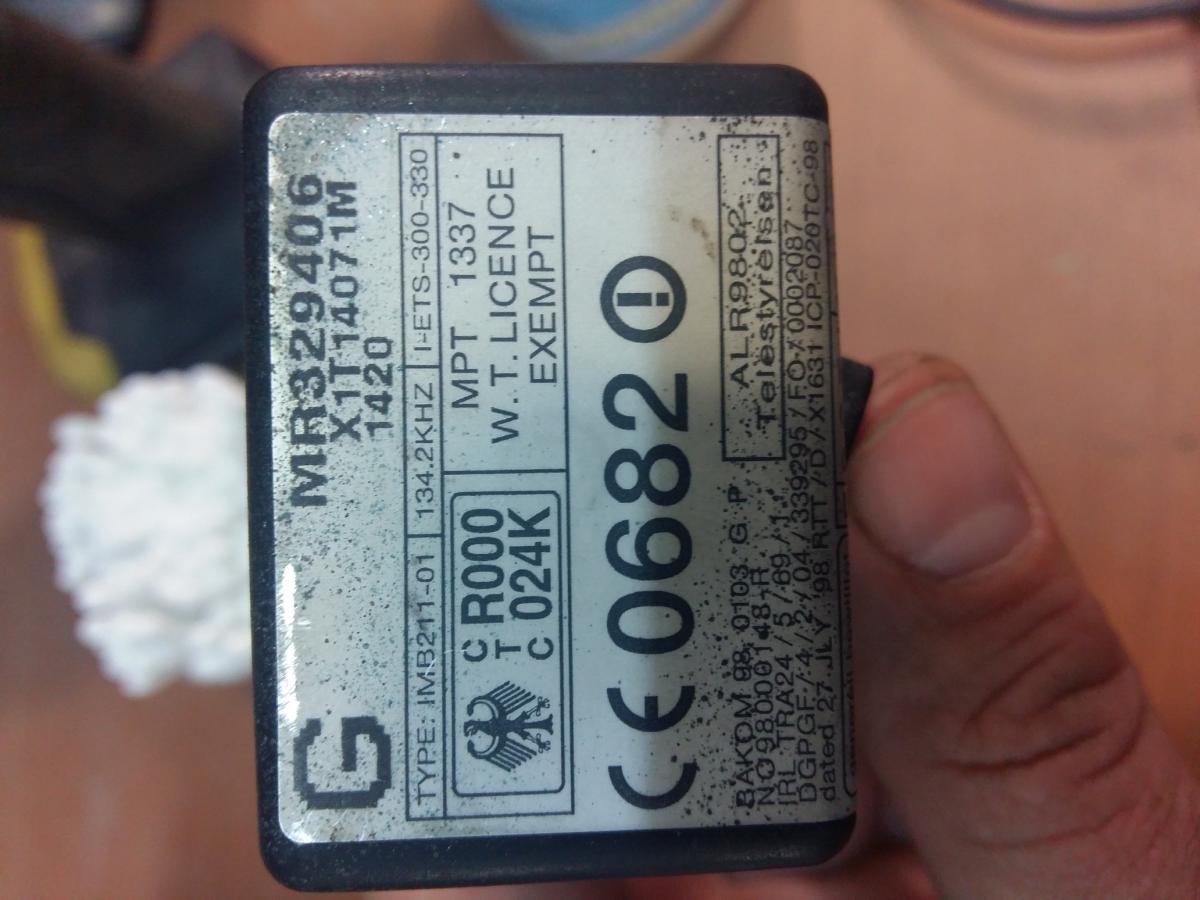 G
MR329406
X1T14071M
1420
TYPE: IMB211-01 134.2KHZ I-ETS-300-330
C R000
T
C 024K
MPT 1337
W.T. LICENCE
EXEMPT
CE 0682
ALR9802
Telestyrelsen
BAKOM 98.0103.G.P
NO98000148-R
IRL TRA24/5/89/1
DGPGF/4/2/04/339295/FO/0002087
dated 27 JLY '98 RTT/D/X1631 ICP-020TC-98